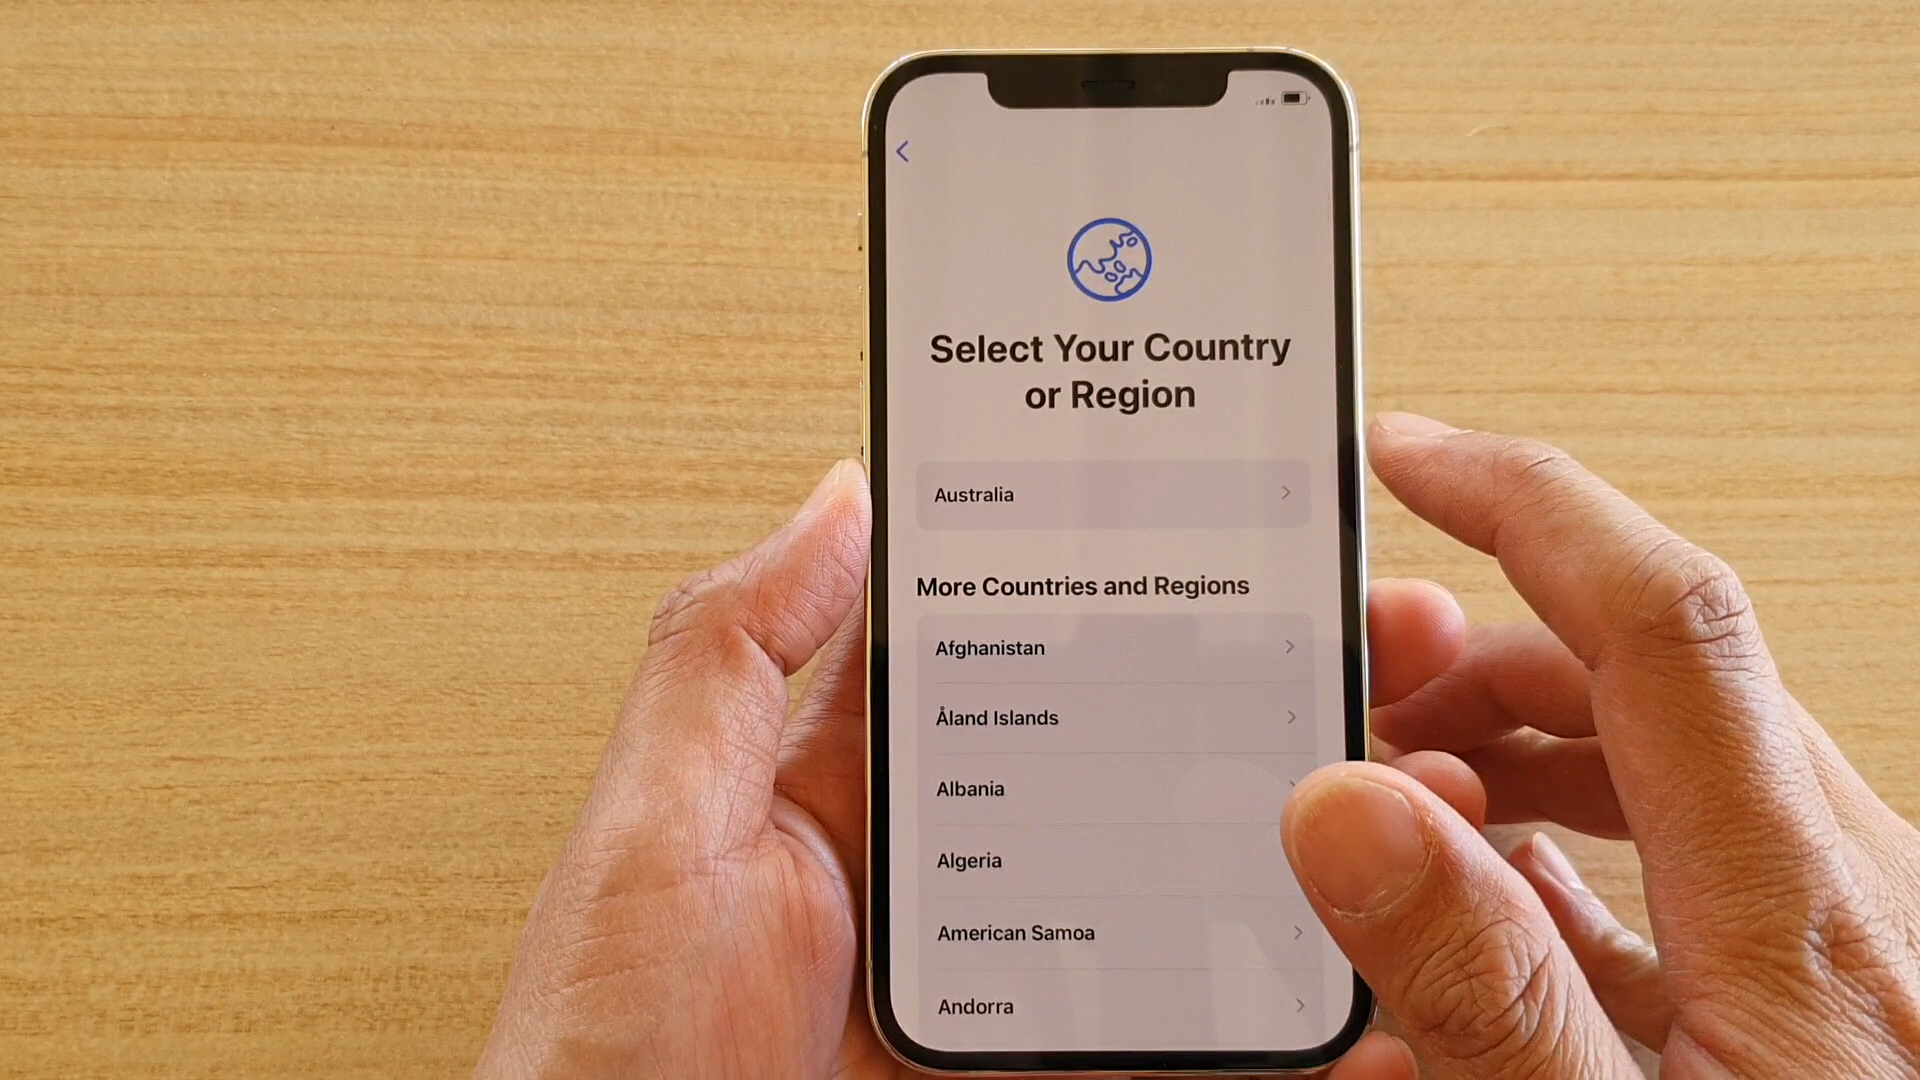 Select Your Country
or Region
Australia
More Countries and Regions
Afghanistan
Åland Islands
Albania
Algeria
American Samoa
Andorra